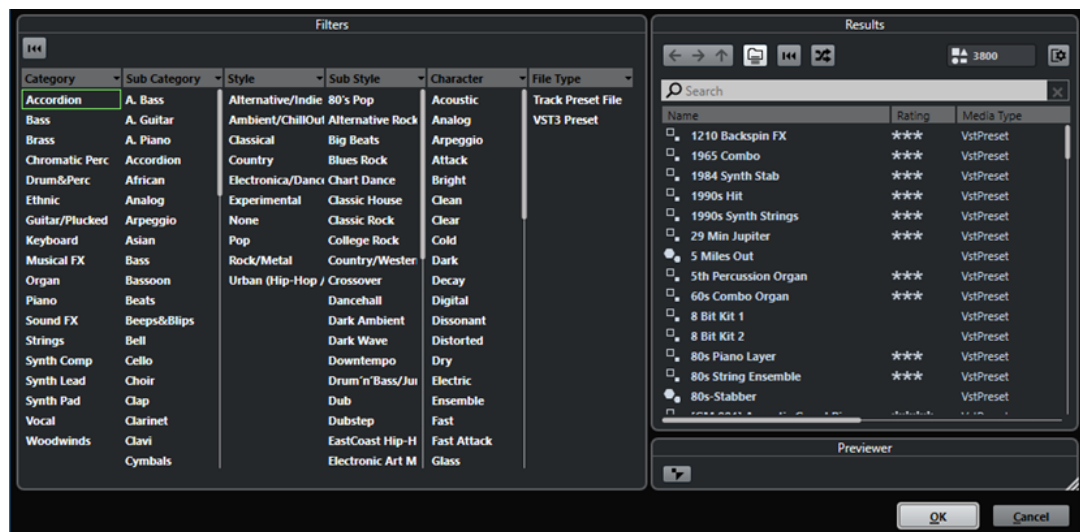 Filters
Category Sub Category Style Sub Style Character File Type
Accordion A. Bass Alternative/Indie 80's Pop Acoustic Track Preset File
Bass A. Guitar Ambient/ChillOut Alternative Rock Analog VST3 Preset
Brass A. Piano Classical Big Beats Arpeggio
Chromatic Perc Accordion Country Blues Rock Attack
Drum&Perc African Electronica/Danc Chart Dance Bright
Ethnic Analog Experimental Classic House Clean
Guitar/Plucked Arpeggio None Classic Rock Clear
Keyboard Asian Pop College Rock Cold
Musical FX Bass Rock/Metal Country/Wester Dark
Organ Bassoon Urban (Hip-Hop / Crossover Decay
Piano Beats Dancehall Digital
Sound FX Beeps&Blips Dark Ambient Dissonant
Strings Bell Dark Wave Distorted
Synth Comp Cello Downtempo Dry
Synth Lead Choir Drum'n'Bass/Ju Electric
Synth Pad Clap Dub Ensemble
Vocal Clarinet Dubstep Fast
Woodwinds Clavi EastCoast Hip-H Fast Attack
Cymbals Electronic Art M Glass
Results
3800
Search
Name Rating Media Type
1210 Backspin FX *** VstPreset
1965 Combo *** VstPreset
1984 Synth Stab *** VstPreset
1990s Hit *** VstPreset
1990s Synth Strings *** VstPreset
29 Min Jupiter *** VstPreset
5 Miles Out VstPreset
5th Percussion Organ *** VstPreset
60s Combo Organ *** VstPreset
8 Bit Kit 1 VstPreset
8 Bit Kit 2 VstPreset
80s Piano Layer *** VstPreset
80s String Ensemble *** VstPreset
80s-Stabber VstPreset
Previewer
OK Cancel